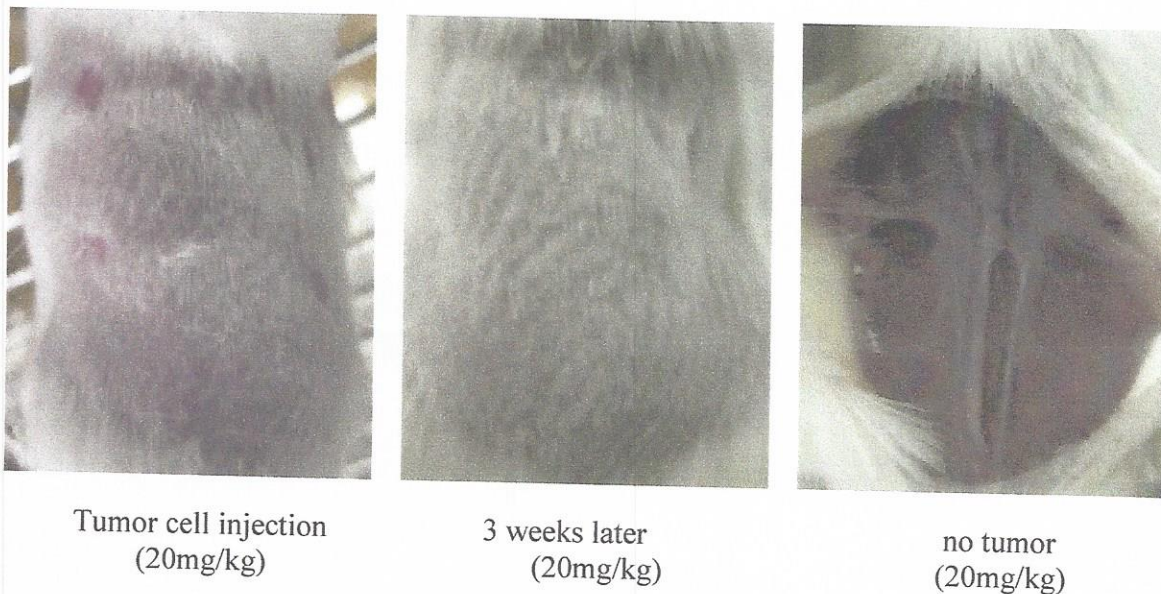 Tumor cell injection
(20mg/kg)
3 weeks later
(20mg/kg)
no tumor
(20mg/kg)